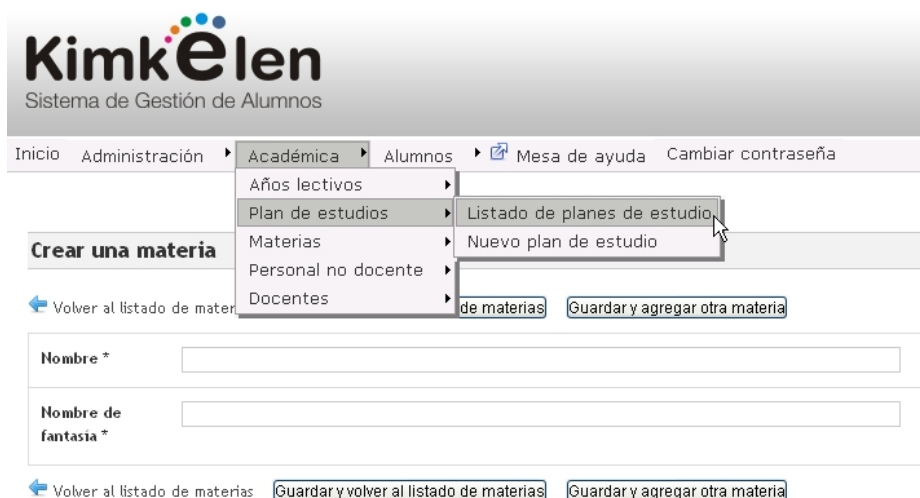 Kimkëlen
Sistema de Gestión de Alumnos
Inicio Administración Académica Alumnos Mesa de ayuda Cambiar contraseña
Años lectivos
Plan de estudios Listado de planes de estudio
Crear una materia Materias Nuevo plan de estudio
Personal no docente
Docentes
Volver al listado de mater de materias Guardar y agregar otra materia
Nombre *
Nombre de
fantasía *
Volver al listado de materias Guardar y volver al listado de materias Guardar y agregar otra materia